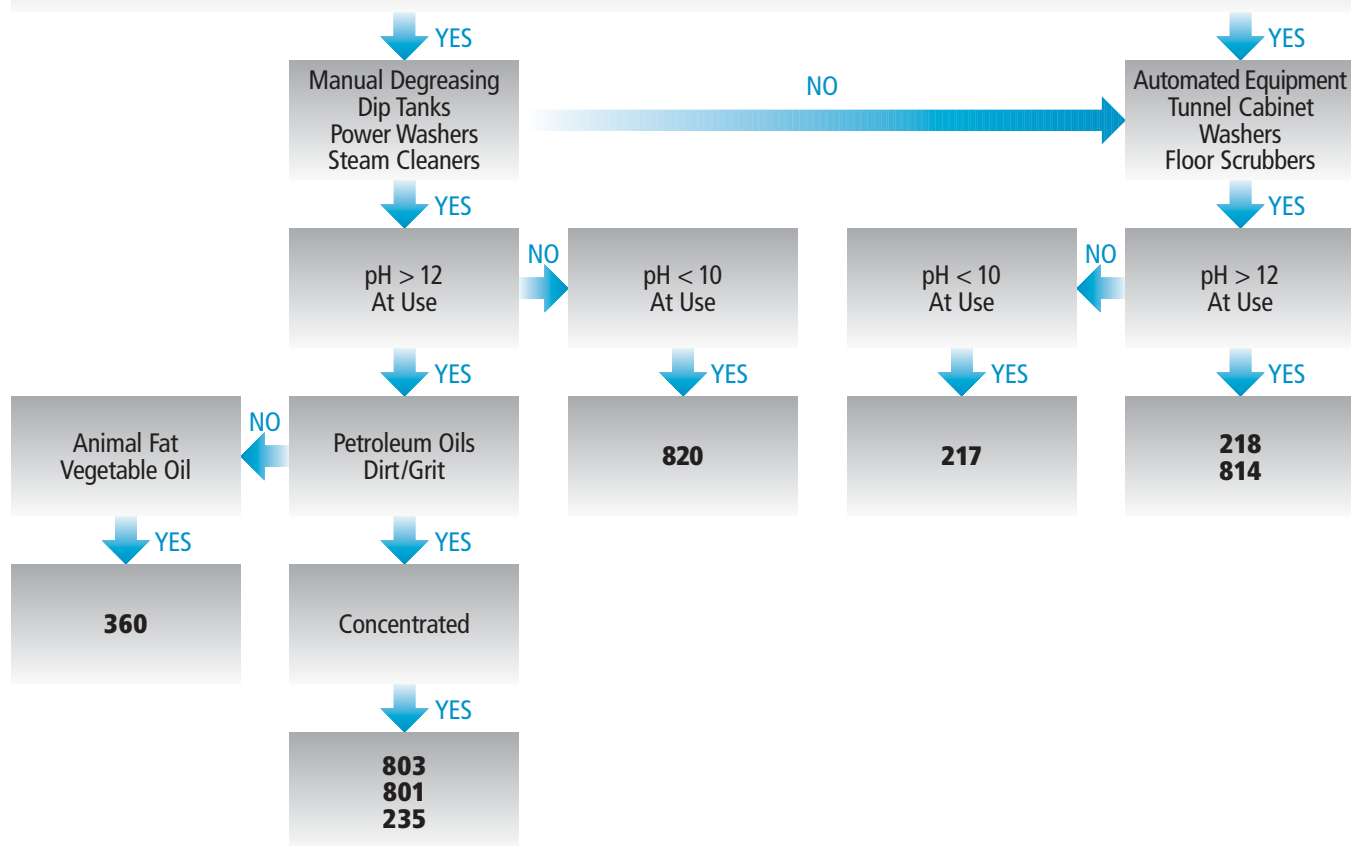 YES
YES
Manual Degreasing
Dip Tanks
Power Washers
Steam Cleaners
NO
Automated Equipment
Tunnel Cabinet
Washers
Floor Scrubbers
YES
YES
pH > 12
At Use
NO
pH < 10
At Use
pH < 10
At Use
NO
pH > 12
At Use
YES
YES
YES
YES
Animal Fat
Vegetable Oil
NO
Petroleum Oils
Dirt/Grit
820
217
218
814
YES
YES
360
Concentrated
YES
803
801
235